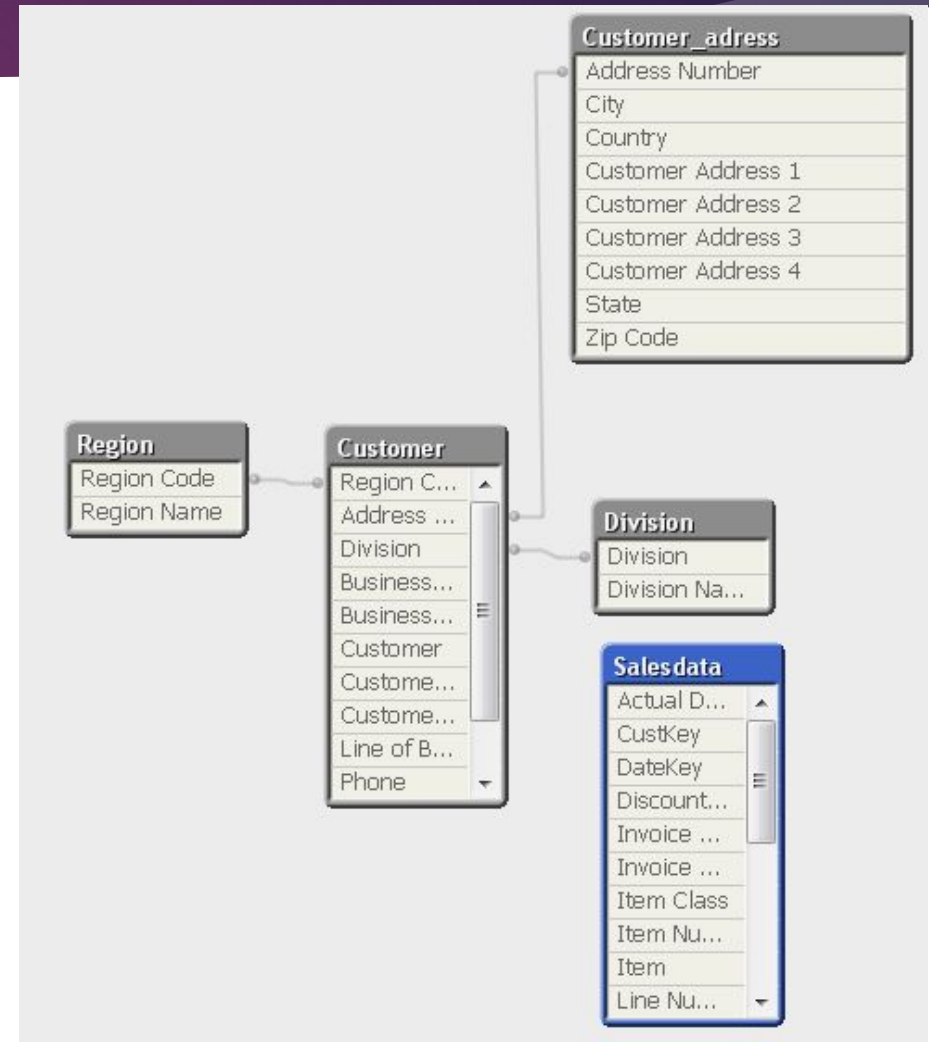 Customer_adress
Address Number
City
Country
Customer Address 1
Customer Address 2
Customer Address 3
Customer Address 4
State
Zip Code
Region
Region Code
Region Name
Customer
Region C...
Address ...
Division
Business...
Business...
Customer
Custome...
Custome...
Line of B...
Phone
Division
Division
Division Na...
Salesdata
Actual D...
CustKey
DateKey
Discount...
Invoice ...
Invoice ...
Item Class
Item Nu...
Item
Line Nu...